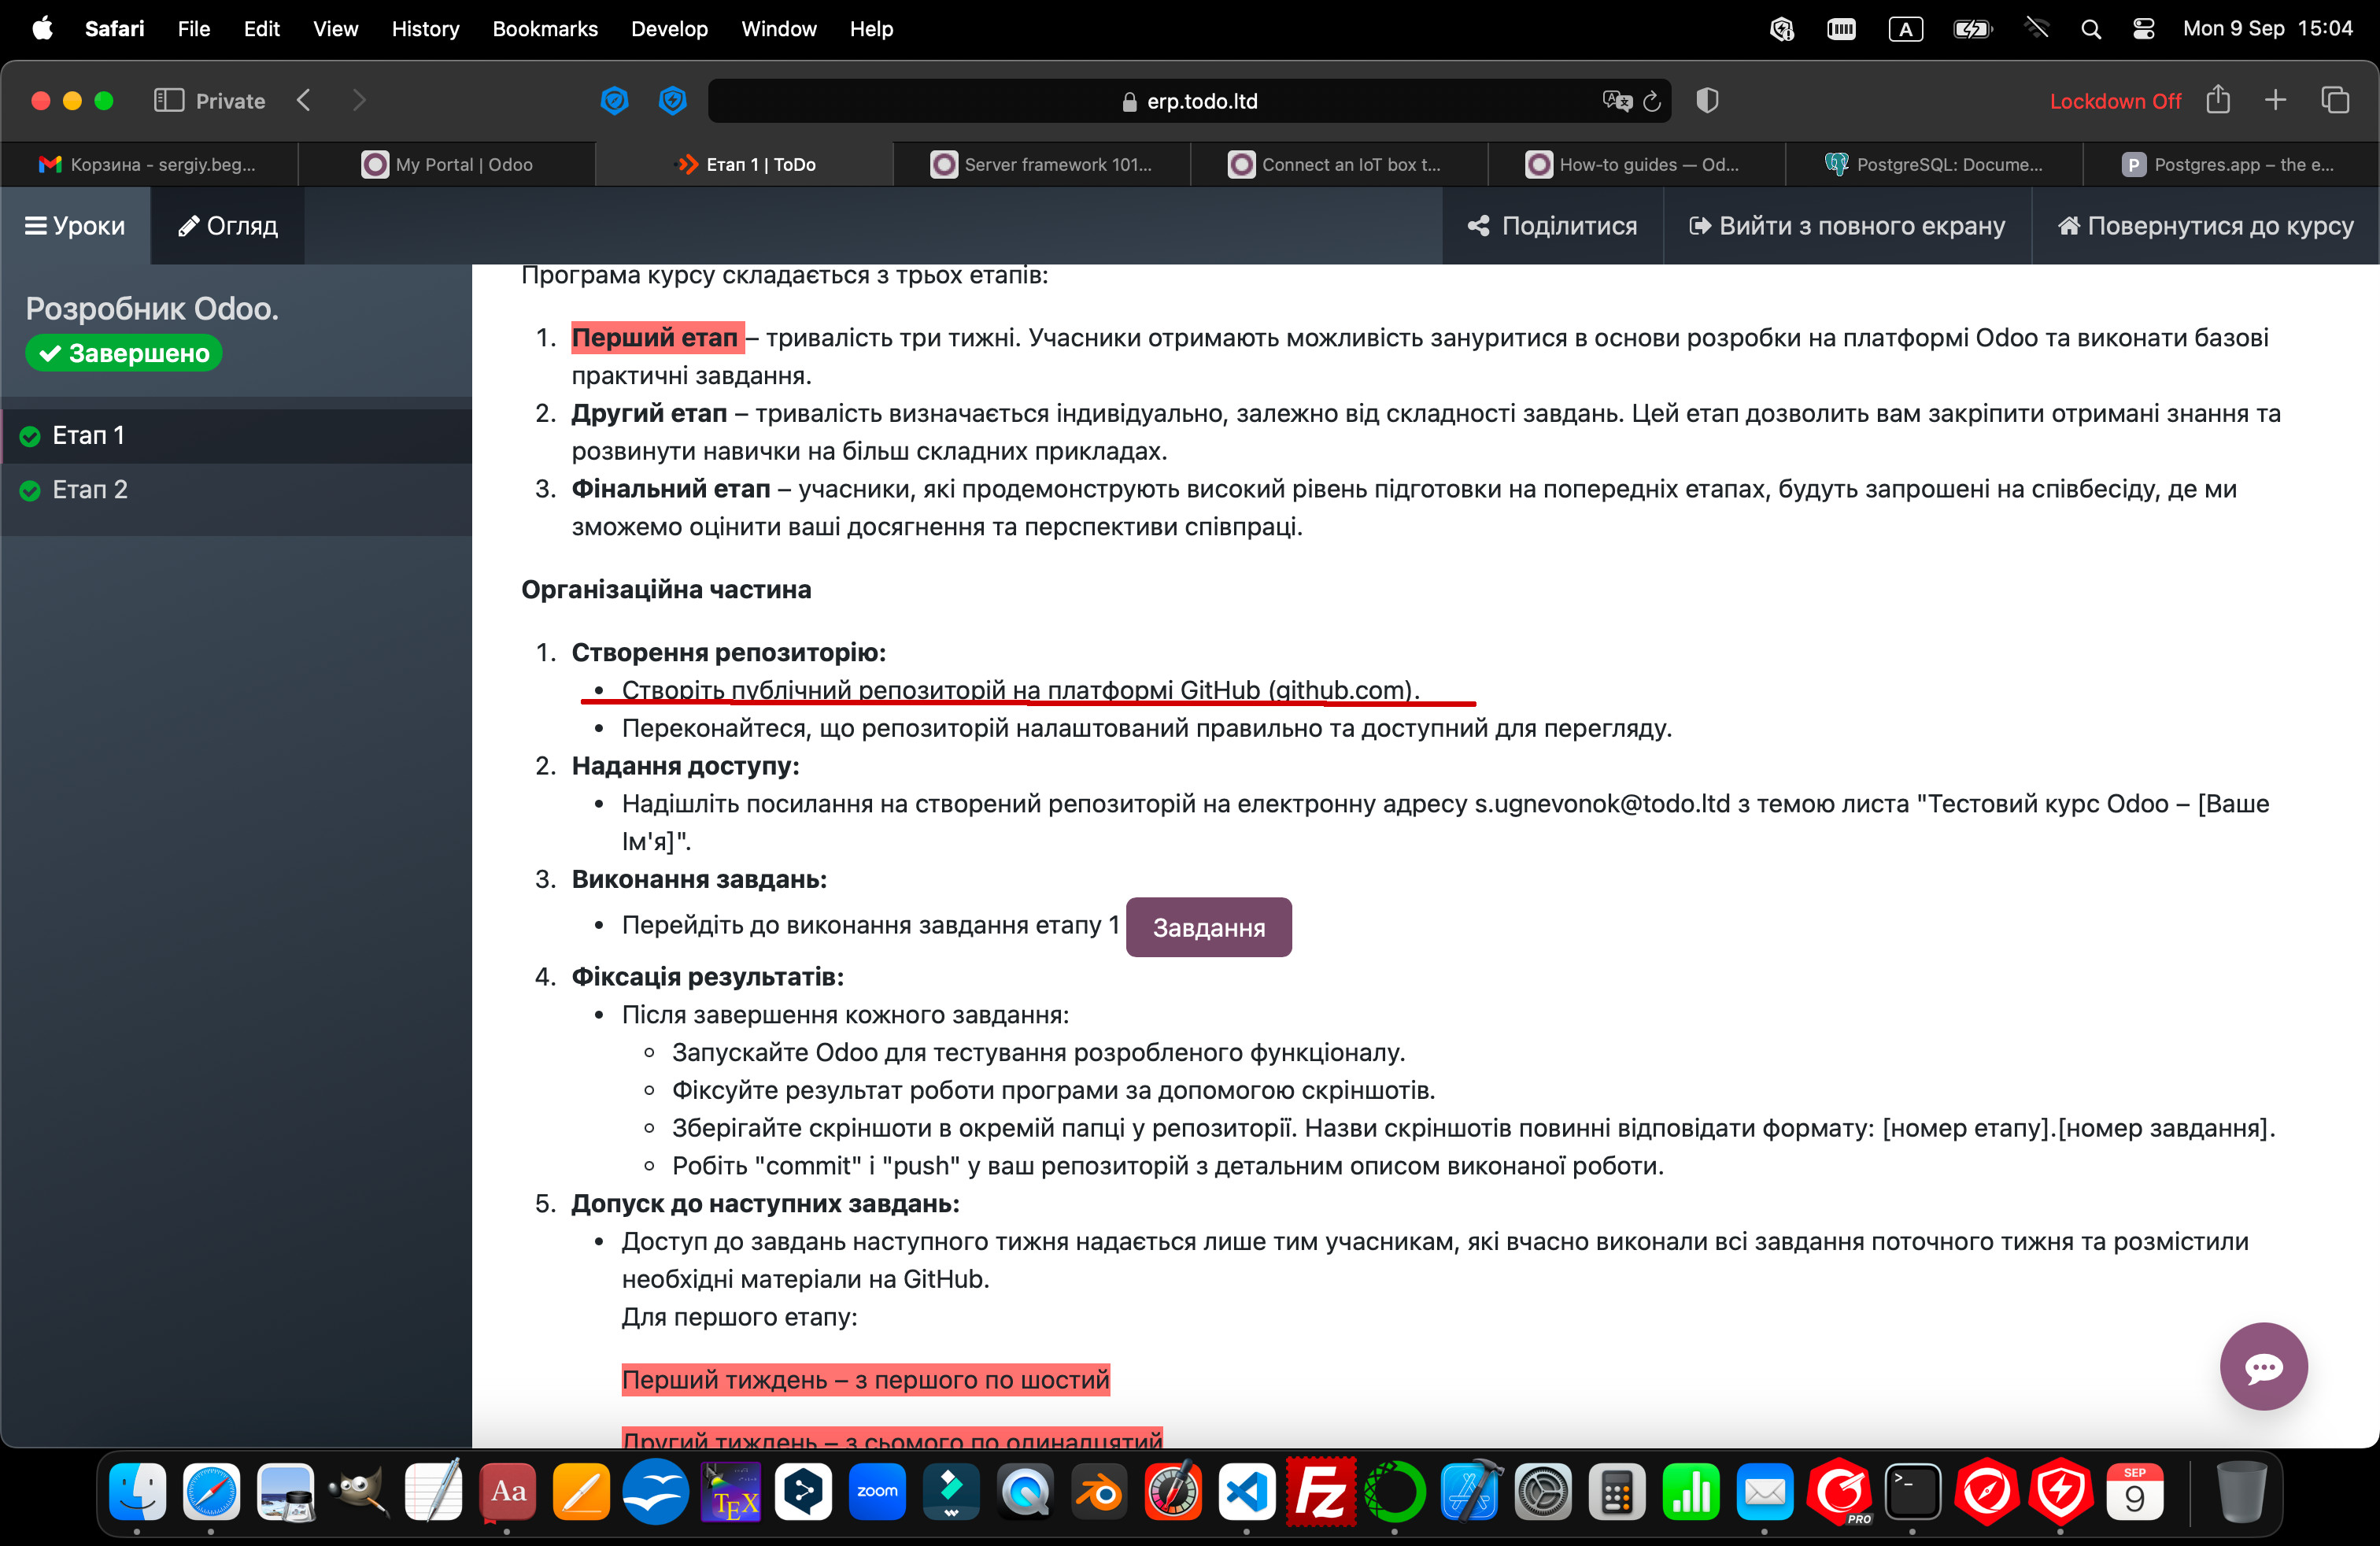 Safari File Edit View History Bookmarks Develop Window Help
A
Mon 9 Sep 15:04
Private
erp.todo.ltd
Lockdown Off
Корзина - sergiy.beg...
My Portal | Odoo
Етап 1 | ToDo
Server framework 101...
Connect an IoT box t...
How-to guides — Od...
PostgreSQL: Docume...
P
Postgres.app – the e...
Уроки
Огляд
Поділитися
Вийти з повного екрану
Повернутися до курсу
Розробник Odoo.
Завершено
Етап 1
Етап 2
Програма курсу складається з трьох етапів:
1. Перший етап – тривалість три тижні. Учасники отримають можливість зануритися в основи розробки на платформі Odoo та виконати базові
практичні завдання.
2. Другий етап – тривалість визначається індивідуально, залежно від складності завдань. Цей етап дозволить вам закріпити отримані знання та
розвинути навички на більш складних прикладах.
3. Фінальний етап – учасники, які продемонструють високий рівень підготовки на попередніх етапах, будуть запрошені на співбесіду, де ми
зможемо оцінити ваші досягнення та перспективи співпраці.
Організаційна частина
1. Створення репозиторію:
• Створіть публічний репозиторій на платформі GitHub (github.com).
• Переконайтеся, що репозиторій налаштований правильно та доступний для перегляду.
2. Надання доступу:
• Надішліть посилання на створений репозиторій на електронну адресу s.ugnevonok@todo.ltd з темою листа "Тестовий курс Odoo – [Ваше
Ім'я]".
3. Виконання завдань:
• Перейдіть до виконання завдання етапу 1 Завдання
4. Фіксація результатів:
• Після завершення кожного завдання:
◦ Запускайте Odoo для тестування розробленого функціоналу.
◦ Фіксуйте результат роботи програми за допомогою скріншотів.
◦ Зберігайте скріншоти в окремій папці у репозиторії. Назви скріншотів повинні відповідати формату: [номер етапу].[номер завдання].
◦ Робіть "commit" і "push" у ваш репозиторій з детальним описом виконаної роботи.
5. Допуск до наступних завдань:
• Доступ до завдань наступного тижня надається лише тим учасникам, які вчасно виконали всі завдання поточного тижня та розмістили
необхідні матеріали на GitHub.
Для першого етапу:
Перший тиждень – з першого по шостий
Другий тиждень – з сьомого по одинадцятий
Aa
TEX
zoom
Fz
PRO
SEP
9